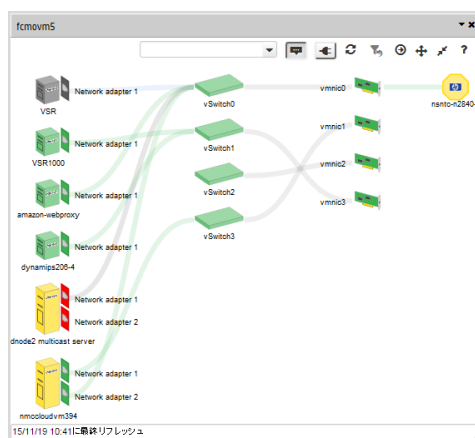 fcmovm5
Network adapter 1
VSR
vSwitch0
vmnic0
nsnto-n2840-
Network adapter 1
VSR1000
vSwitch1
vmnic1
Network adapter 1
amazon-webproxy
vSwitch2
vmnic2
Network adapter 1
dynamips206-4
vSwitch3
vmnic3
Network adapter 1
Network adapter 2
dnode2 multicast server
Network adapter 1
Network adapter 2
nmccloudvm394
15/11/19 10:41に最終リフレッシュ